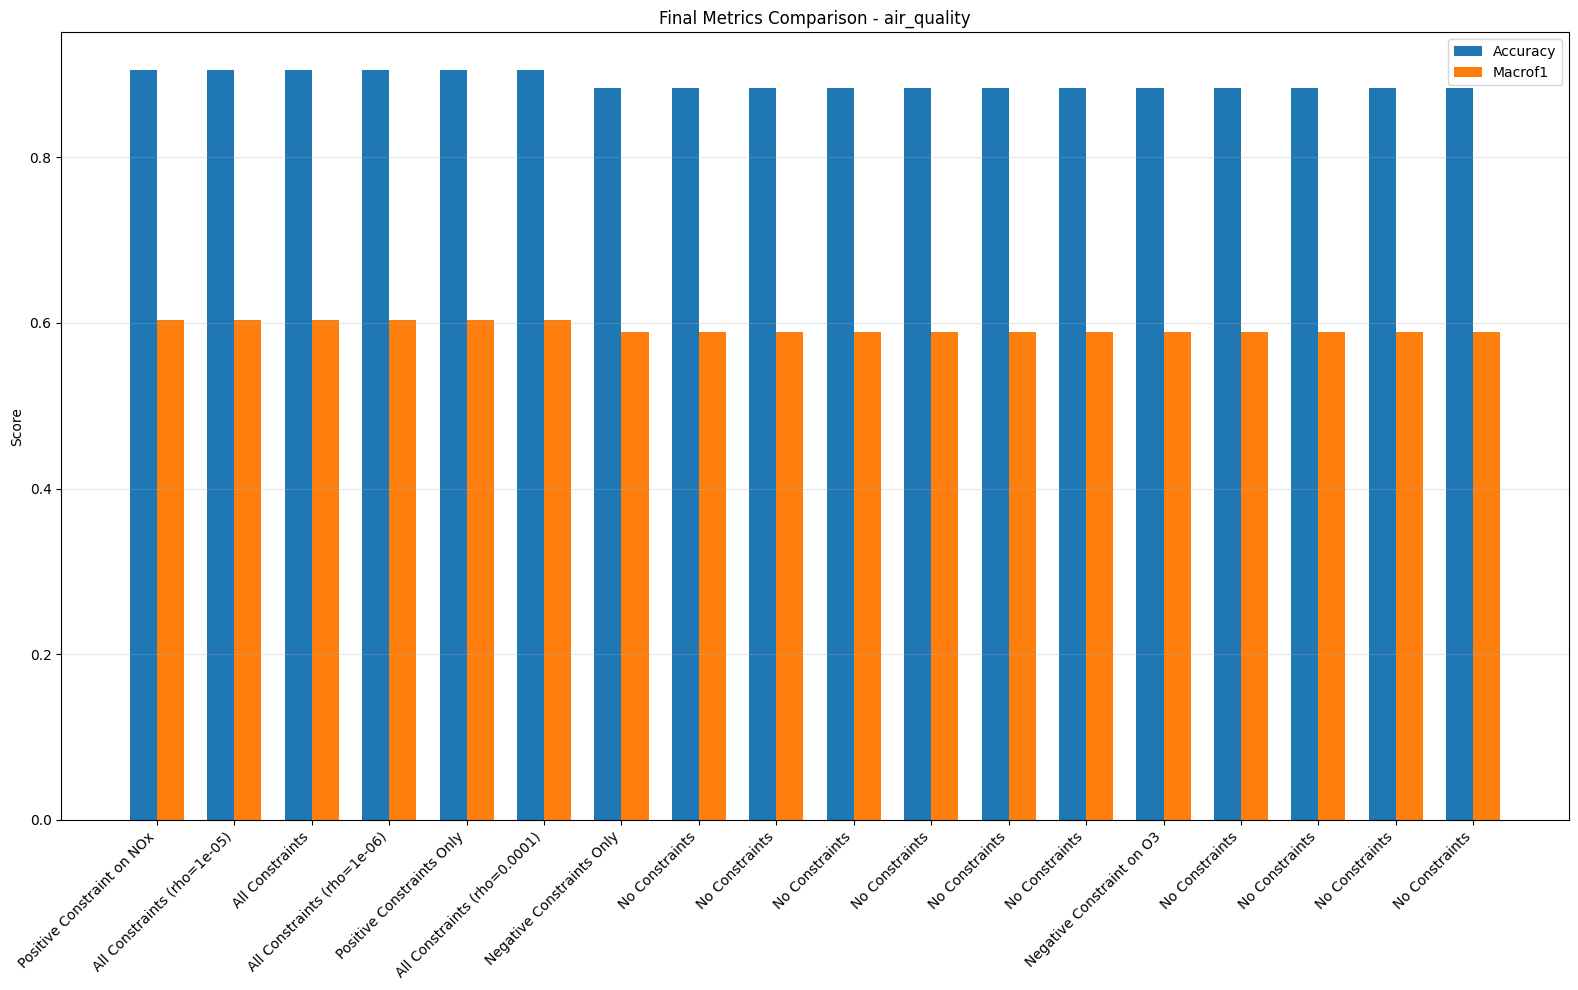 Final Metrics Comparison - air_quality
Accuracy
Macrof1
Score
0.8
0.6
0.4
0.2
0.0
Positive Constraint on NOx
All Constraints (rho=1e-05)
All Constraints
All Constraints (rho=1e-06)
Positive Constraints Only
All Constraints (rho=0.0001)
Negative Constraints Only
No Constraints
No Constraints
No Constraints
No Constraints
No Constraints
No Constraints
Negative Constraint on O3
No Constraints
No Constraints
No Constraints
No Constraints